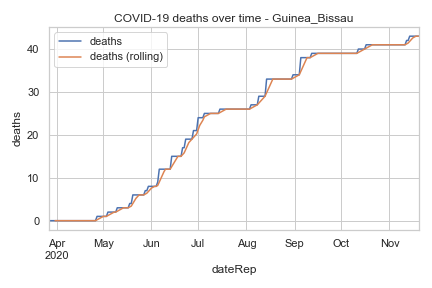 COVID-19 deaths over time - Guinea_Bissau
deaths
deaths (rolling)
40
30
20
10
0
deaths
Apr
2020
May
Jun
Jul
Aug
Sep
Oct
Nov
dateRep